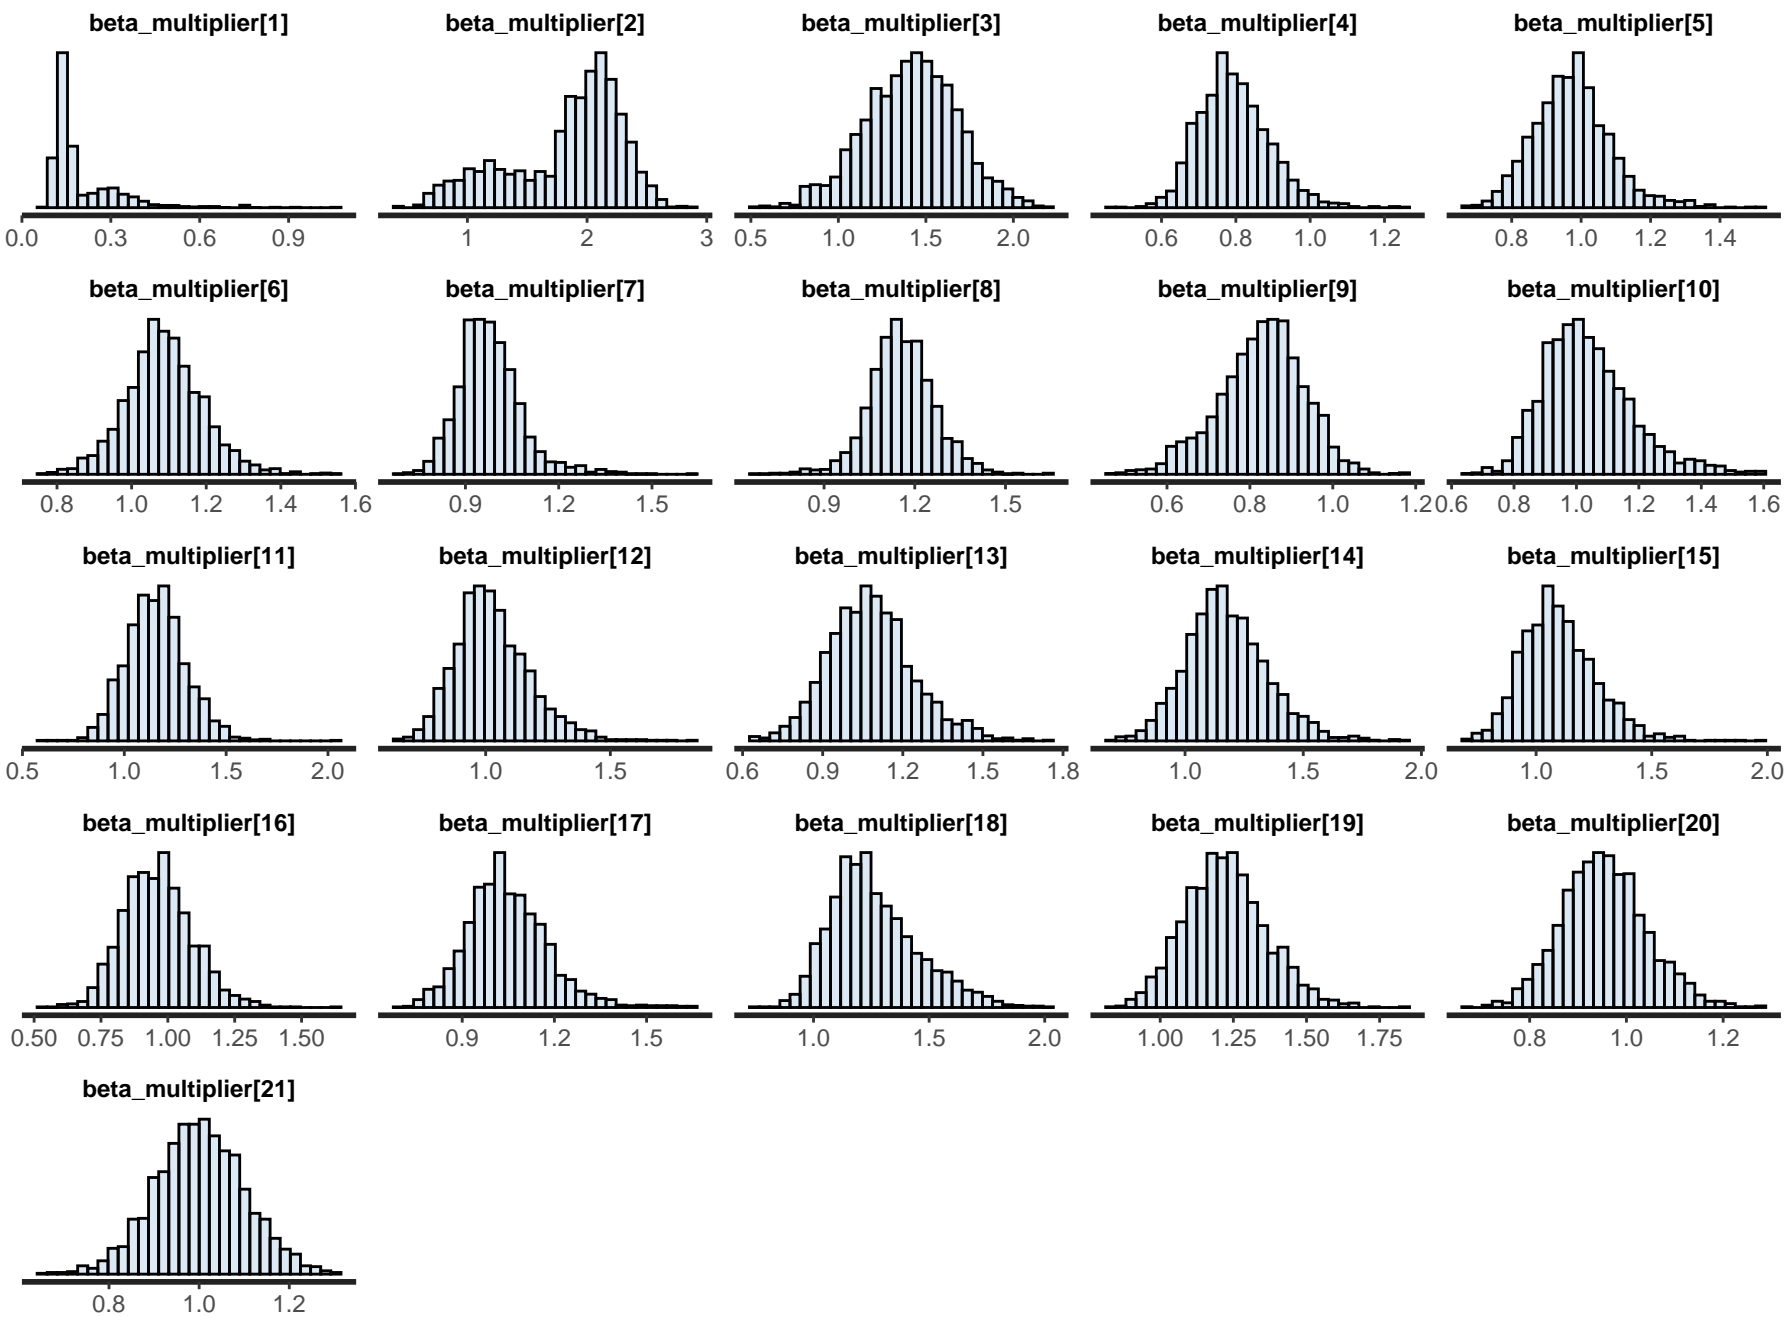 beta_multiplier[1] beta_multiplier[2] beta_multiplier[3] beta_multiplier[4] beta_multiplier[5]
0.0 0.3 0.6 0.9 1 2 3 0.5 1.0 1.5 2.0 0.6 0.8 1.0 1.2 0.8 1.0 1.2 1.4
beta_multiplier[6] beta_multiplier[7] beta_multiplier[8] beta_multiplier[9] beta_multiplier[10]
0.8 1.0 1.2 1.4 1.6 0.9 1.2 1.5 0.9 1.2 1.5 0.6 0.8 1.0 1.2 0.6 0.8 1.0 1.2 1.4 1.6
beta_multiplier[11] beta_multiplier[12] beta_multiplier[13] beta_multiplier[14] beta_multiplier[15]
0.5 1.0 1.5 2.0 1.0 1.5 0.6 0.9 1.2 1.5 1.8 1.0 1.5 2.0 1.0 1.5 2.0
beta_multiplier[16] beta_multiplier[17] beta_multiplier[18] beta_multiplier[19] beta_multiplier[20]
0.50 0.75 1.00 1.25 1.50 0.9 1.2 1.5 1.0 1.5 2.0 1.00 1.25 1.50 1.75 0.8 1.0 1.2
beta_multiplier[21]
0.8 1.0 1.2